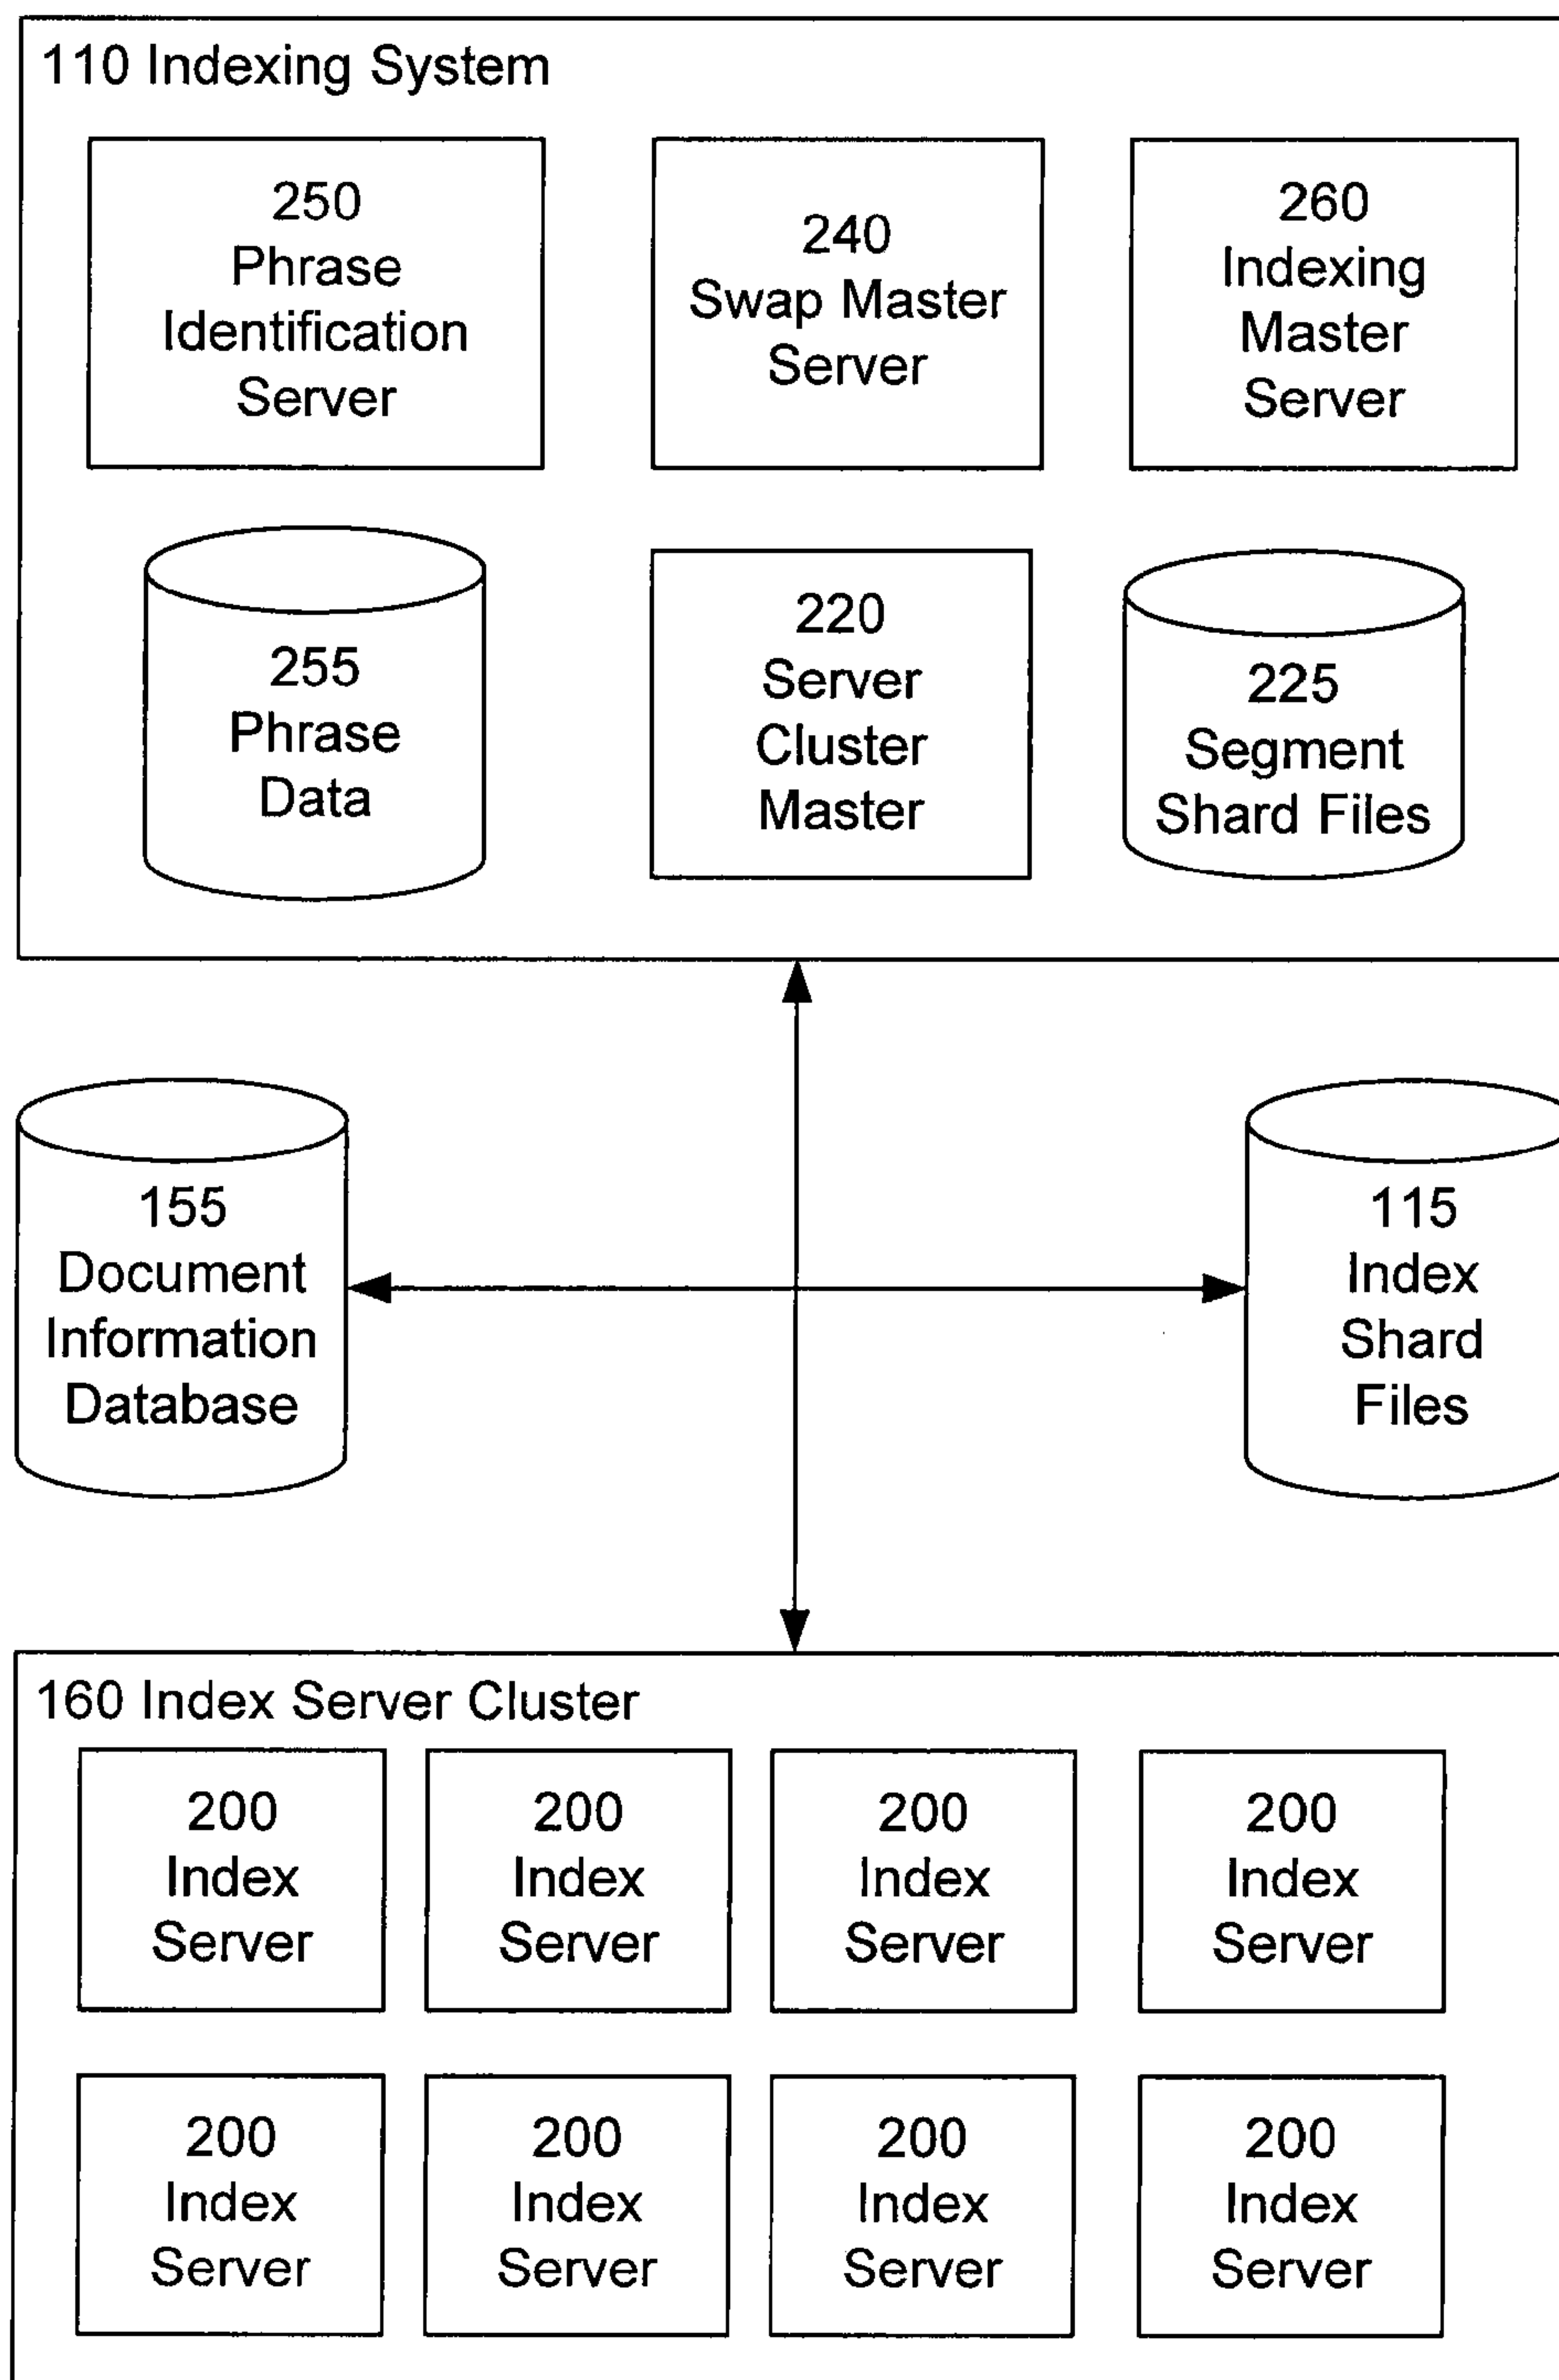 110 Indexing System
250
Phrase
Identification
Server
240
Swap Master
Server
260
Indexing
Master
Server
255
Phrase
Data
220
Server
Cluster
Master
225
Segment
Shard Files
155
Document
Information
Database
115
Index
Shard
Files
160 Index Server Cluster
200
Index
Server
200
Index
Server
200
Index
Server
200
Index
Server
200
Index
Server
200
Index
Server
200
Index
Server
200
Index
Server